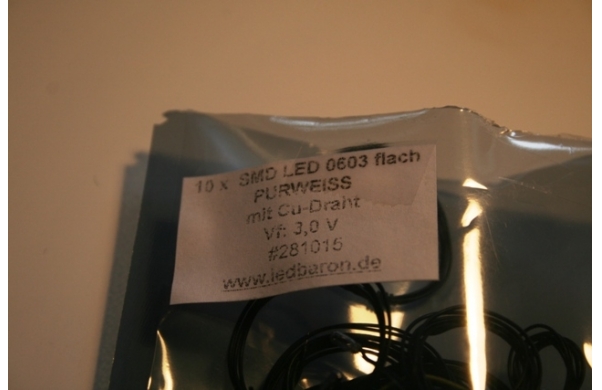 10 x SMD LED 0603 flach
PURWEISS
mit Cu-Draht
Vf: 3,0 V
#281015
www.ledbaron.de